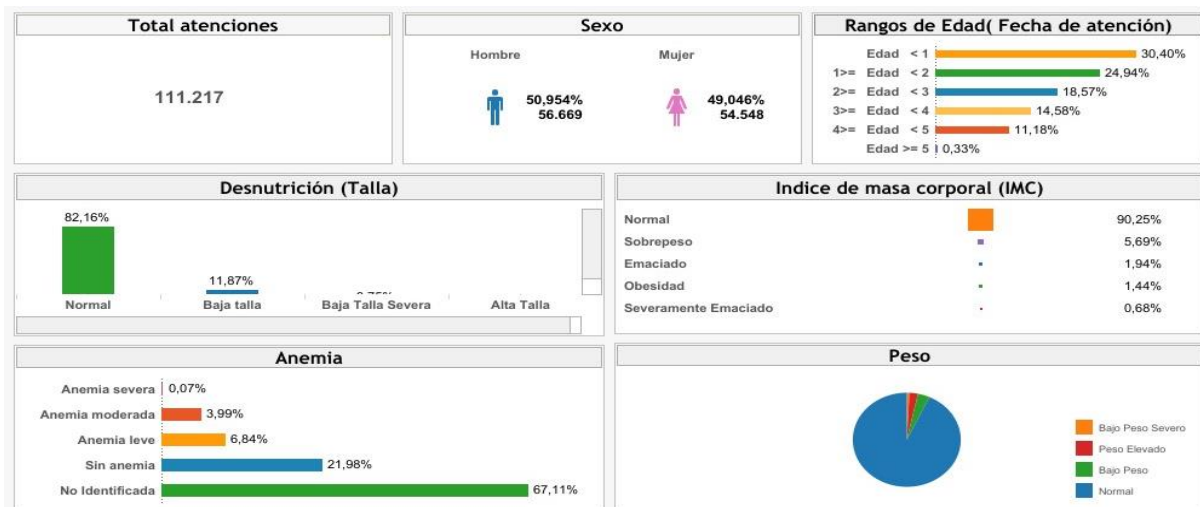 Total atenciones
111.217
Sexo
Hombre
50,954%
56.669
Mujer
49,046%
54.548
Rangos de Edad( Fecha de atención)
Edad < 1 30,40%
1>= Edad < 2 24,94%
2>= Edad < 3 18,57%
3>= Edad < 4 14,58%
4>= Edad < 5 11,18%
Edad >= 5 0,33%
Desnutrición (Talla)
82,16%
11,87%
Normal Baja talla Baja Talla Severa Alta Talla
Indice de masa corporal (IMC)
Normal 90,25%
Sobrepeso 5,69%
Emaciado 1,94%
Obesidad 1,44%
Severamente Emaciado 0,68%
Anemia
Anemia severa 0,07%
Anemia moderada 3,99%
Anemia leve 6,84%
Sin anemia 21,98%
No Identificada 67,11%
Peso
Bajo Peso Severo
Peso Elevado
Bajo Peso
Normal